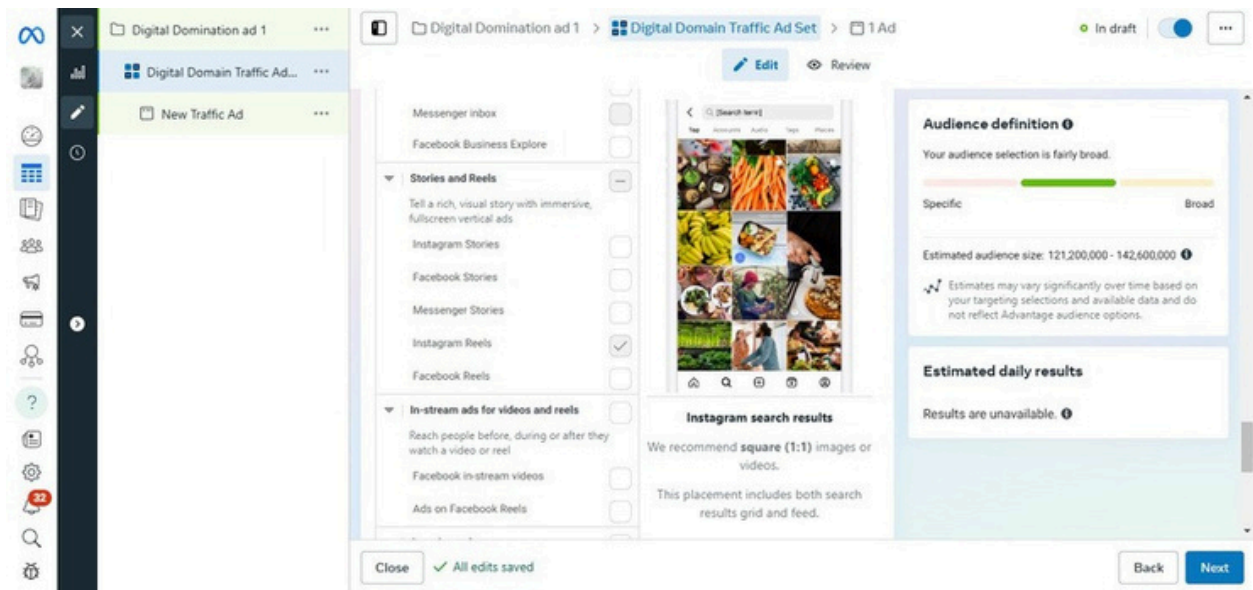 Digital Domination ad 1
Digital Domain Traffic Ad...
New Traffic Ad
32
Digital Domination ad 1 > Digital Domain Traffic Ad Set > 1 Ad
In draft
Edit
Review
Messenger inbox
Facebook Business Explore
Stories and Reels
Tell a rich, visual story with immersive,
fullscreen vertical ads
Instagram Stories
Facebook Stories
Messenger Stories
Instagram Reels
Facebook Reels
In-stream ads for videos and reels
Reach people before, during or after they
watch a video or reel
Facebook in-stream videos
Ads on Facebook Reels
[Search term]
Top Accounts Audio Tags Places
Instagram search results
We recommend square (1:1) images or
videos.
This placement includes both search
results grid and feed.
Audience definition
Your audience selection is fairly broad.
Specific
Broad
Estimated audience size: 121,200,000 - 142,600,000
Estimates may vary significantly over time based on
your targeting selections and available data and do
not reflect Advantage audience options.
Estimated daily results
Results are unavailable.
Close
All edits saved
Back
Next